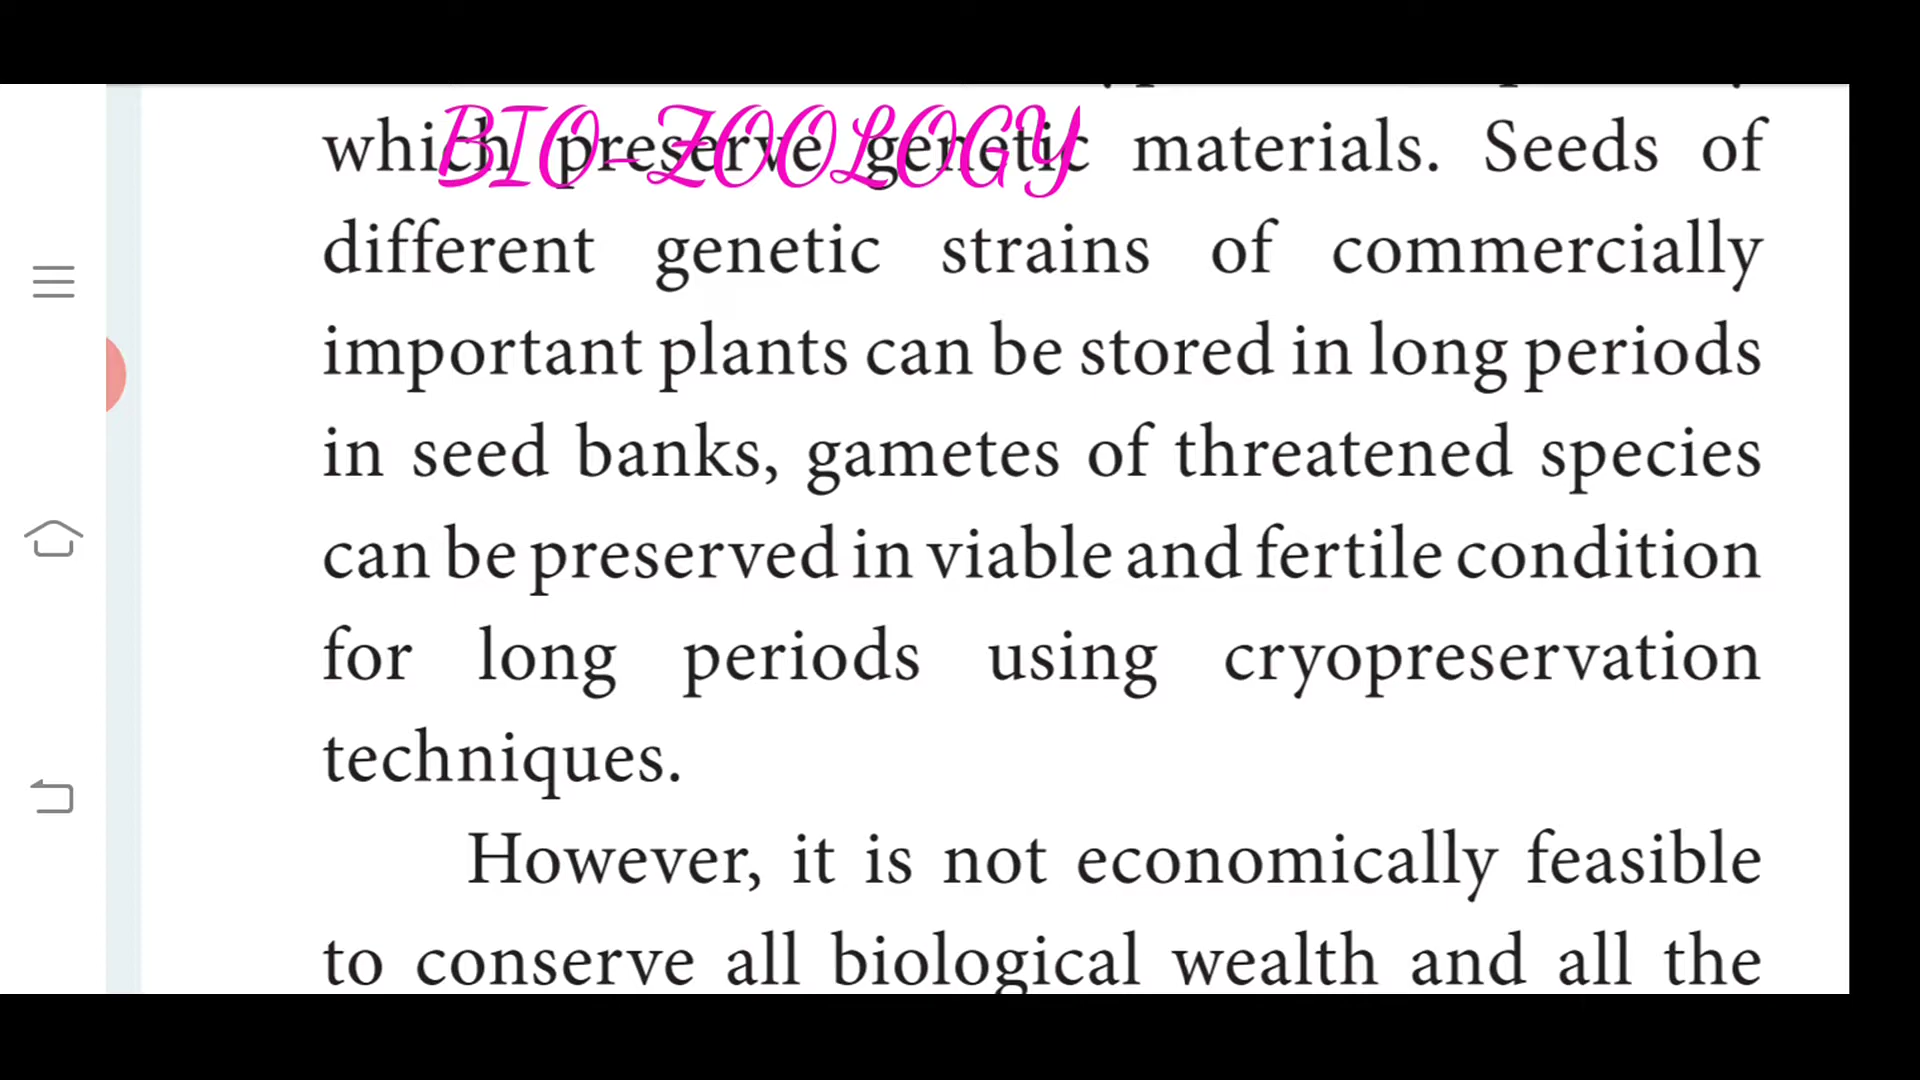 BIO-ZOOLOGY
which preserve genetic materials. Seeds of
different genetic strains of commercially
important plants can be stored in long periods
in seed banks, gametes of threatened species
can be preserved in viable and fertile condition
for long periods using cryopreservation
techniques.
However, it is not economically feasible
to conserve all biological wealth and all the